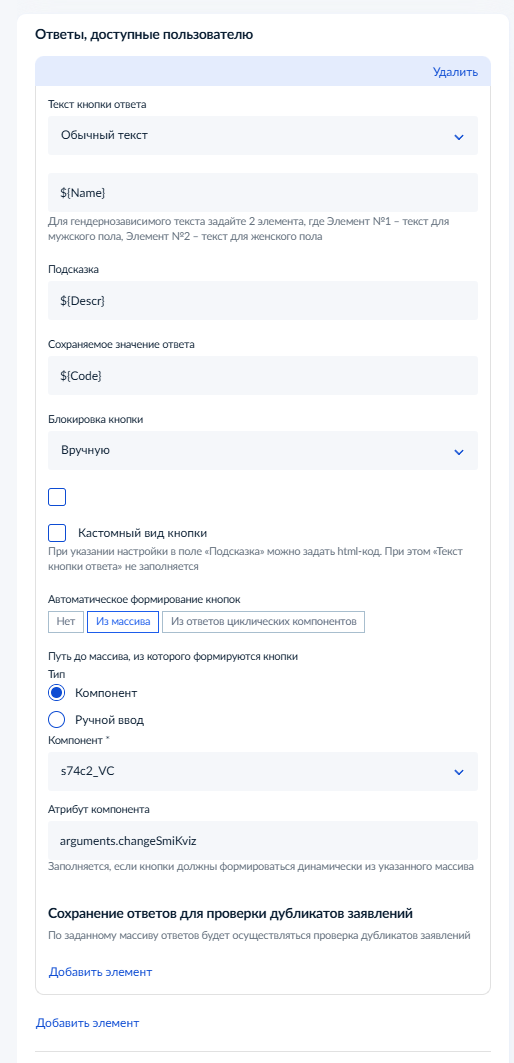 Ответы, доступные пользователю
Удалить
Текст кнопки ответа
Обычный текст
${Name}
Для гендернозависимого текста задайте 2 элемента, где Элемент №1 – текст для
мужского пола, Элемент №2 – текст для женского пола
Подсказка
${Descr}
Сохраняемое значение ответа
${Code}
Блокировка кнопки
Вручную
Кастомный вид кнопки
При указании настройки в поле «Подсказка» можно задать html-код. При этом «Текст
кнопки ответа» не заполняется
Автоматическое формирование кнопок
Нет Из массива Из ответов циклических компонентов
Путь до массива, из которого формируются кнопки
Тип
Компонент
Ручной ввод
Компонент *
s74c2_VC
Атрибут компонента
arguments.changeSmiKviz
Заполняется, если кнопки должны формироваться динамически из указанного массива
Сохранение ответов для проверки дубликатов заявлений
По заданному массиву ответов будет осуществляться проверка дубликатов заявлений
Добавить элемент
Добавить элемент